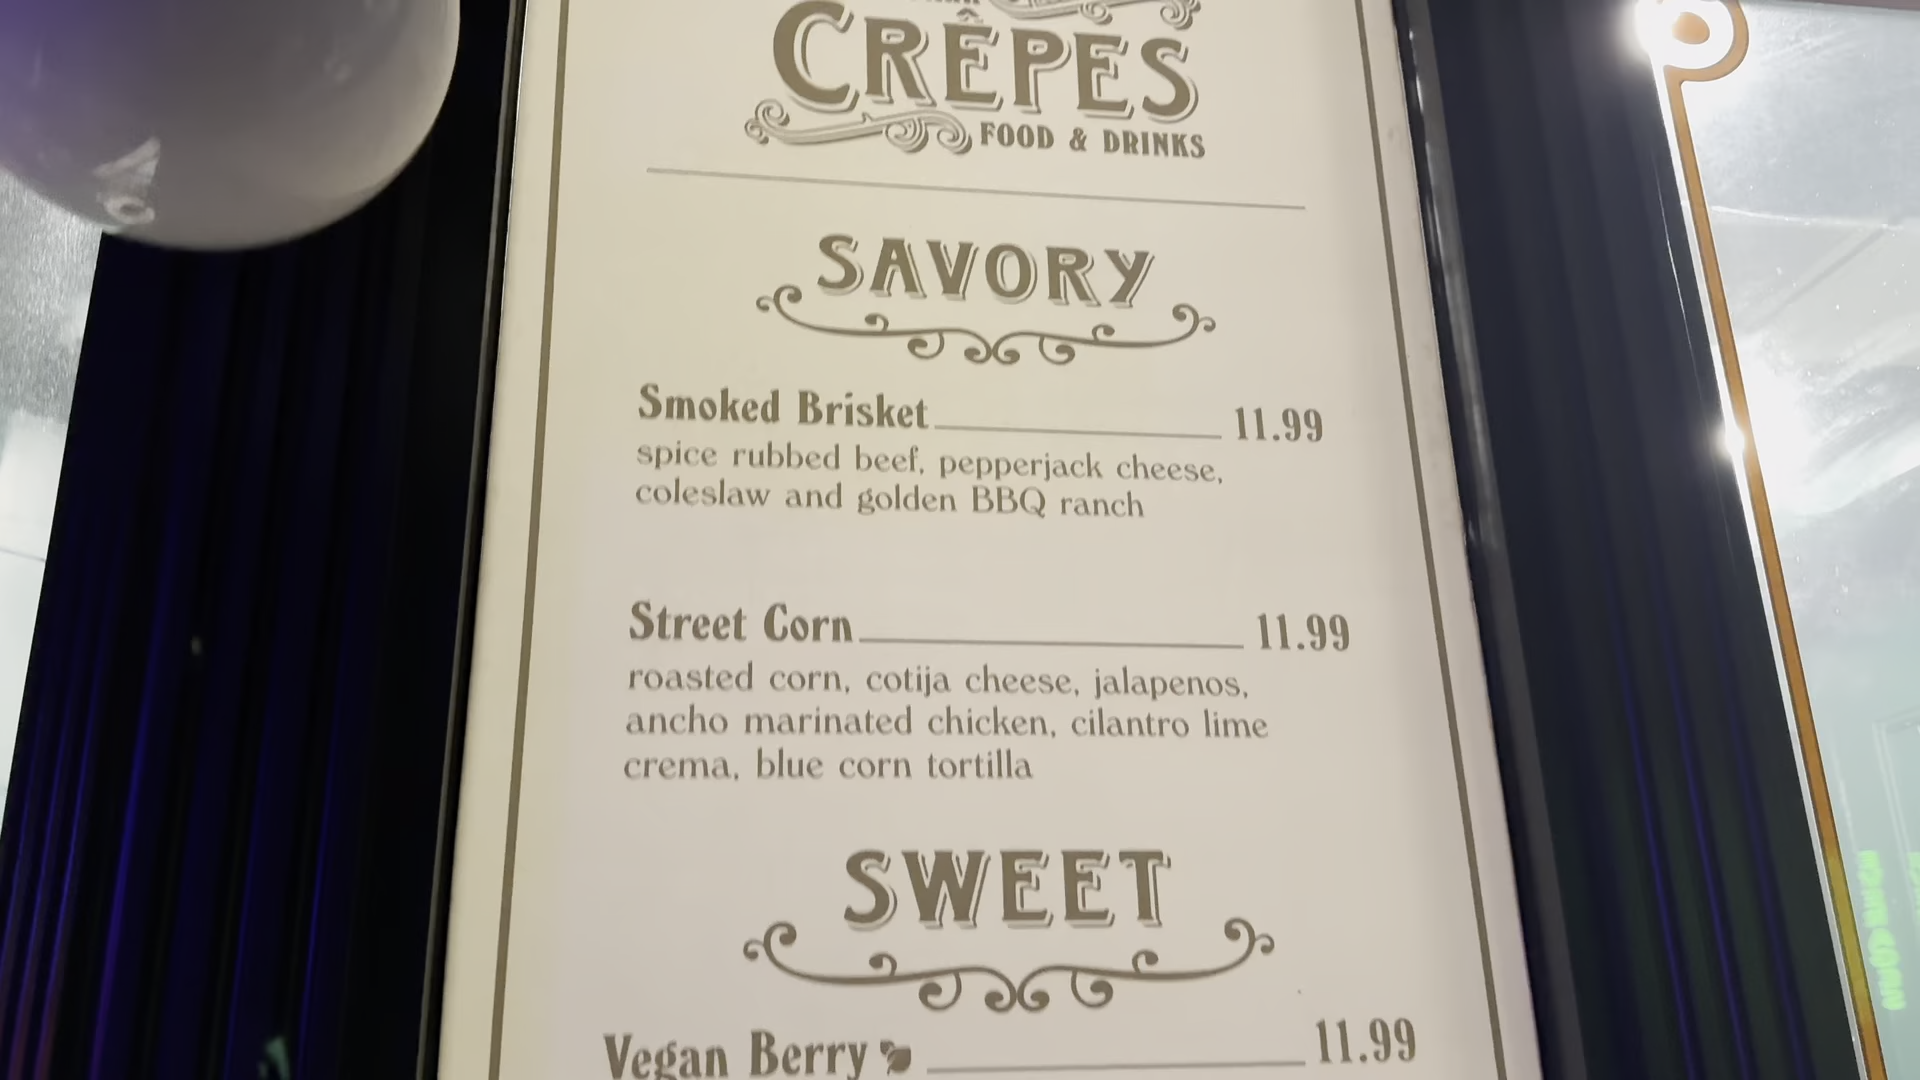 CRÊPES
FOOD & DRINKS
SAVORY
Smoked Brisket 11.99
spice rubbed beef, pepperjack cheese,
coleslaw and golden BBQ ranch
Street Corn 11.99
roasted corn, cotija cheese, jalapenos,
ancho marinated chicken, cilantro lime
crema, blue corn tortilla
SWEET
Vegan Berry 11.99